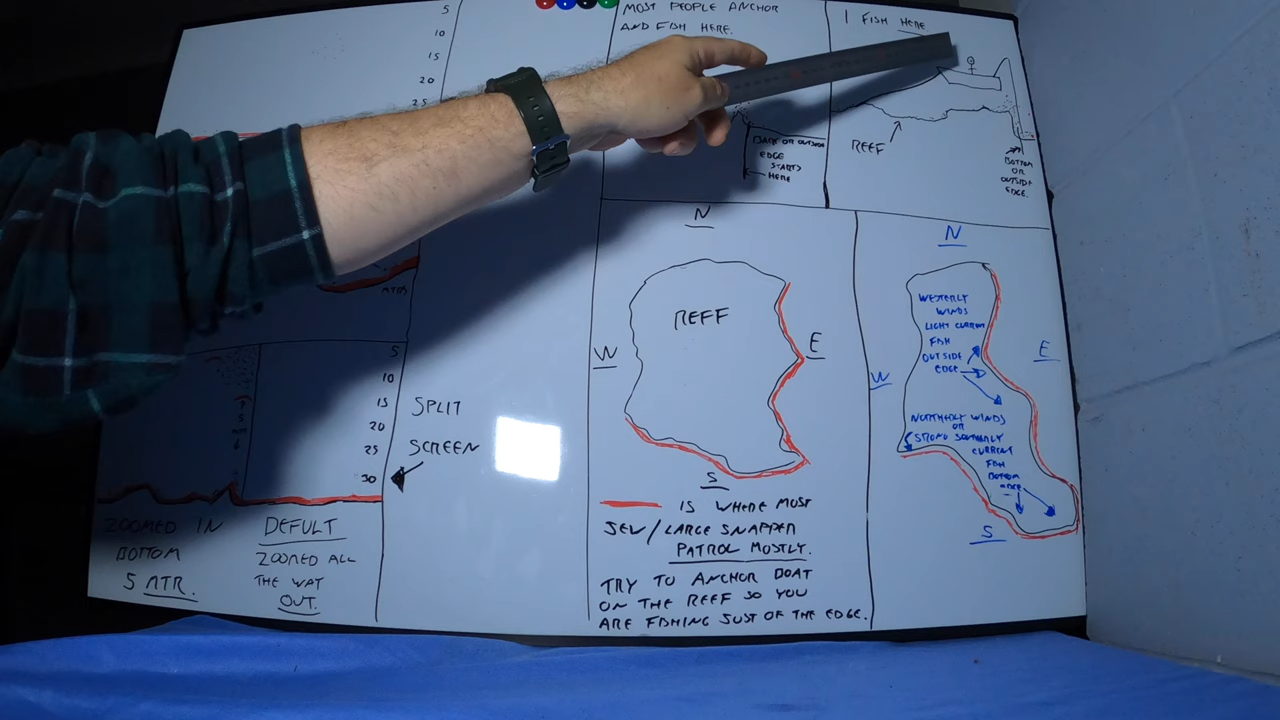 5
10
15
20
25
MTRS
5
10
15
20
25
30
SPLIT
SCREEN
ZOOMED IN
BOTTOM
5 MTR.
DEFULT
ZOOMED ALL
THE WAY
OUT.
MOST PEOPLE ANCHOR
AND FISH HERE.
BACK OR OUTSIDE
EDGE
STARTS
HERE
I FISH HERE
REEF
BOTTOM
OR
OUTSIDE
EDGE.
N
W
REEF
E
S
IS WHERE MOST
JEW/LARGE SNAPPER
PATROL MOSTLY.
TRY TO ANCHOR BOAT
ON THE REEF SO YOU
ARE FISHING JUST OF THE EDGE.
N
WESTERLY
WINDS
LIGHT CURRENT
FISH
OUTSIDE
EDGE
E
W
NORTHERLY WINDS
OR
STRONG SOUTHERLY
CURRENT
FISH
BOTTOM
EDGE
S